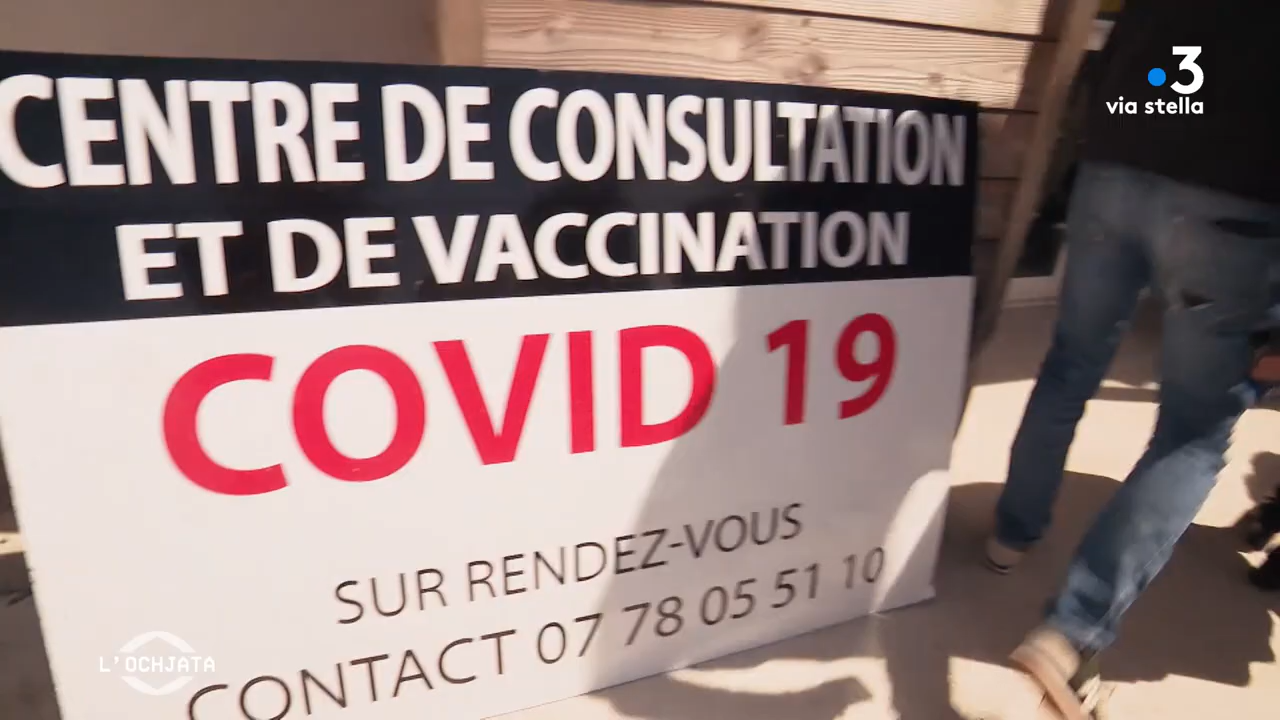 3
via stella
CENTRE DE CONSULTATION
ET DE VACCINATION
COVID 19
SUR RENDEZ-VOUS
CONTACT 07 78 05 51 10
L'OCHJATA